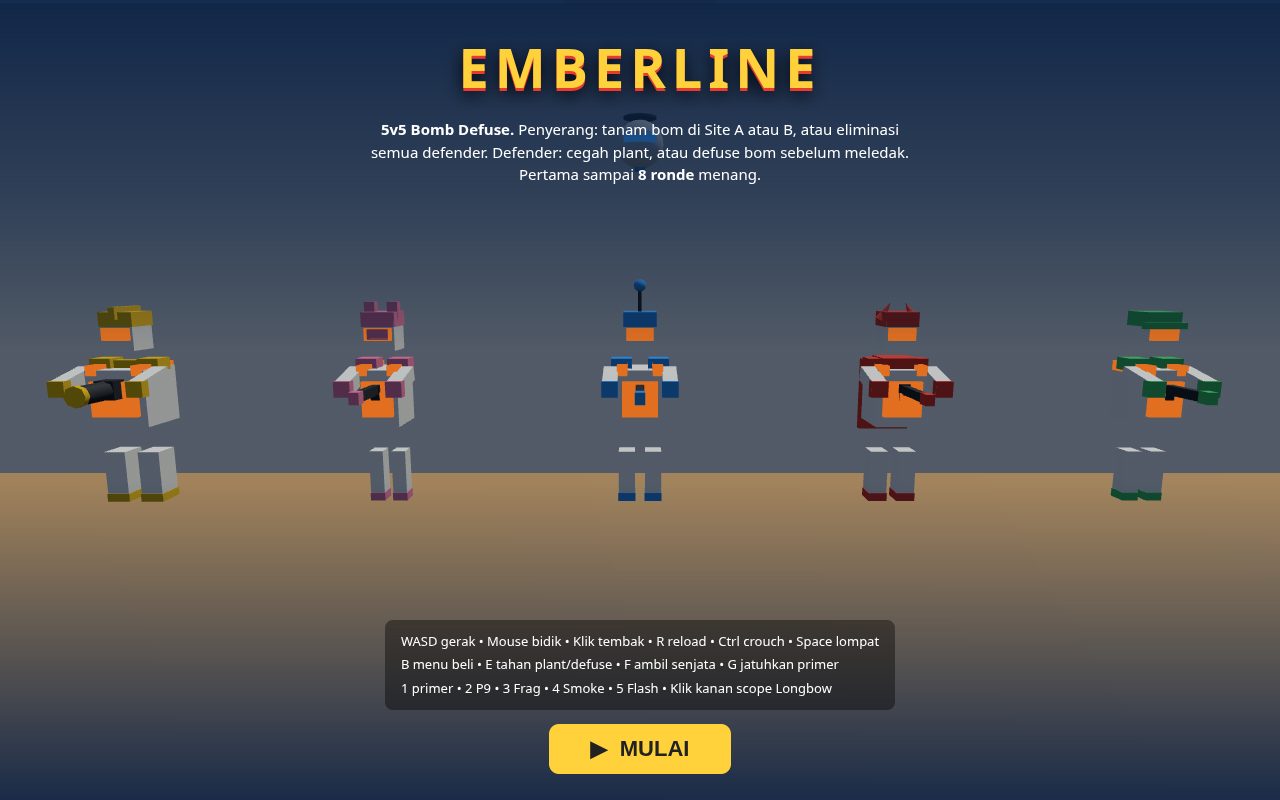 EMBERLINE
5v5 Bomb Defuse. Penyerang: tanam bom di Site A atau B, atau eliminasi
semua defender. Defender: cegah plant, atau defuse bom sebelum meledak.
Pertama sampai 8 ronde menang.
WASD gerak • Mouse bidik • Klik tembak • R reload • Ctrl crouch • Space lompat
B menu beli • E tahan plant/defuse • F ambil senjata • G jatuhkan primer
1 primer • 2 P9 • 3 Frag • 4 Smoke • 5 Flash • Klik kanan scope Longbow
▶ MULAI